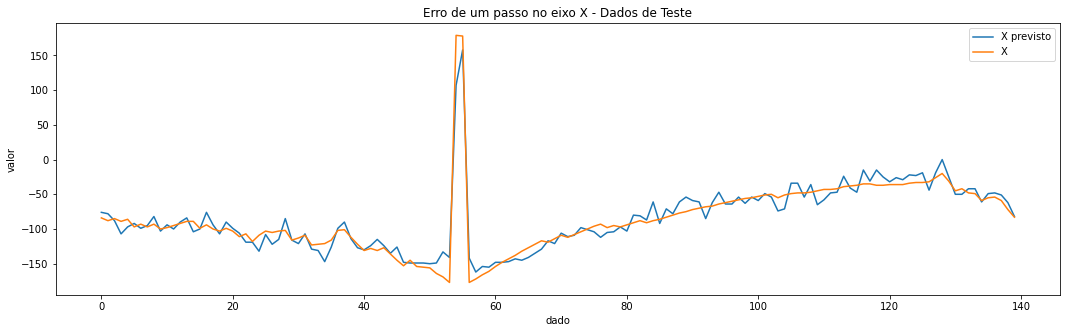 Erro de um passo no eixo X - Dados de Teste
X previsto
X
valor
150
100
50
0
−50
−100
−150
0 20 40 60 80 100 120 140
dado